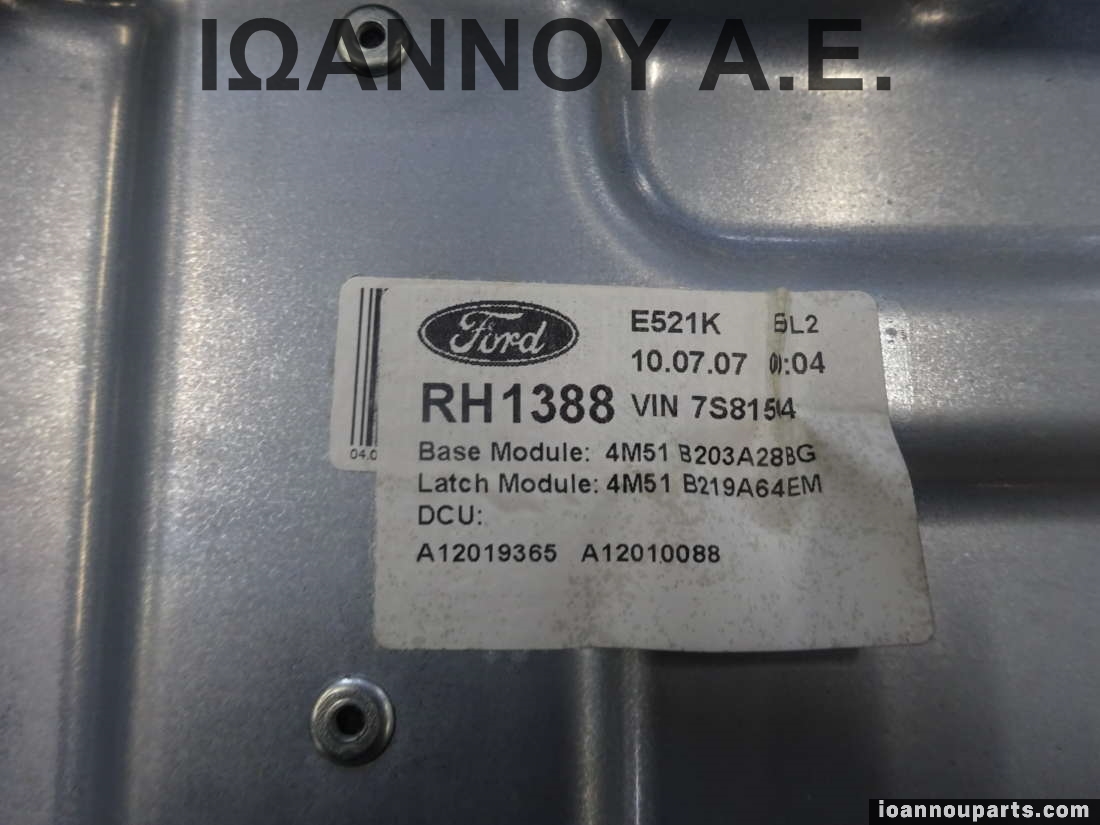 ΙΩΑΝΝΟΥ Α.Ε.
Ford
E521K
10.07.07
RH1388 VIN
Base Module: 4M51 B203A28BG
Latch Module: 4M51 B219A64EM
DCU:
A12019365 A12010088
ioannouparts.com